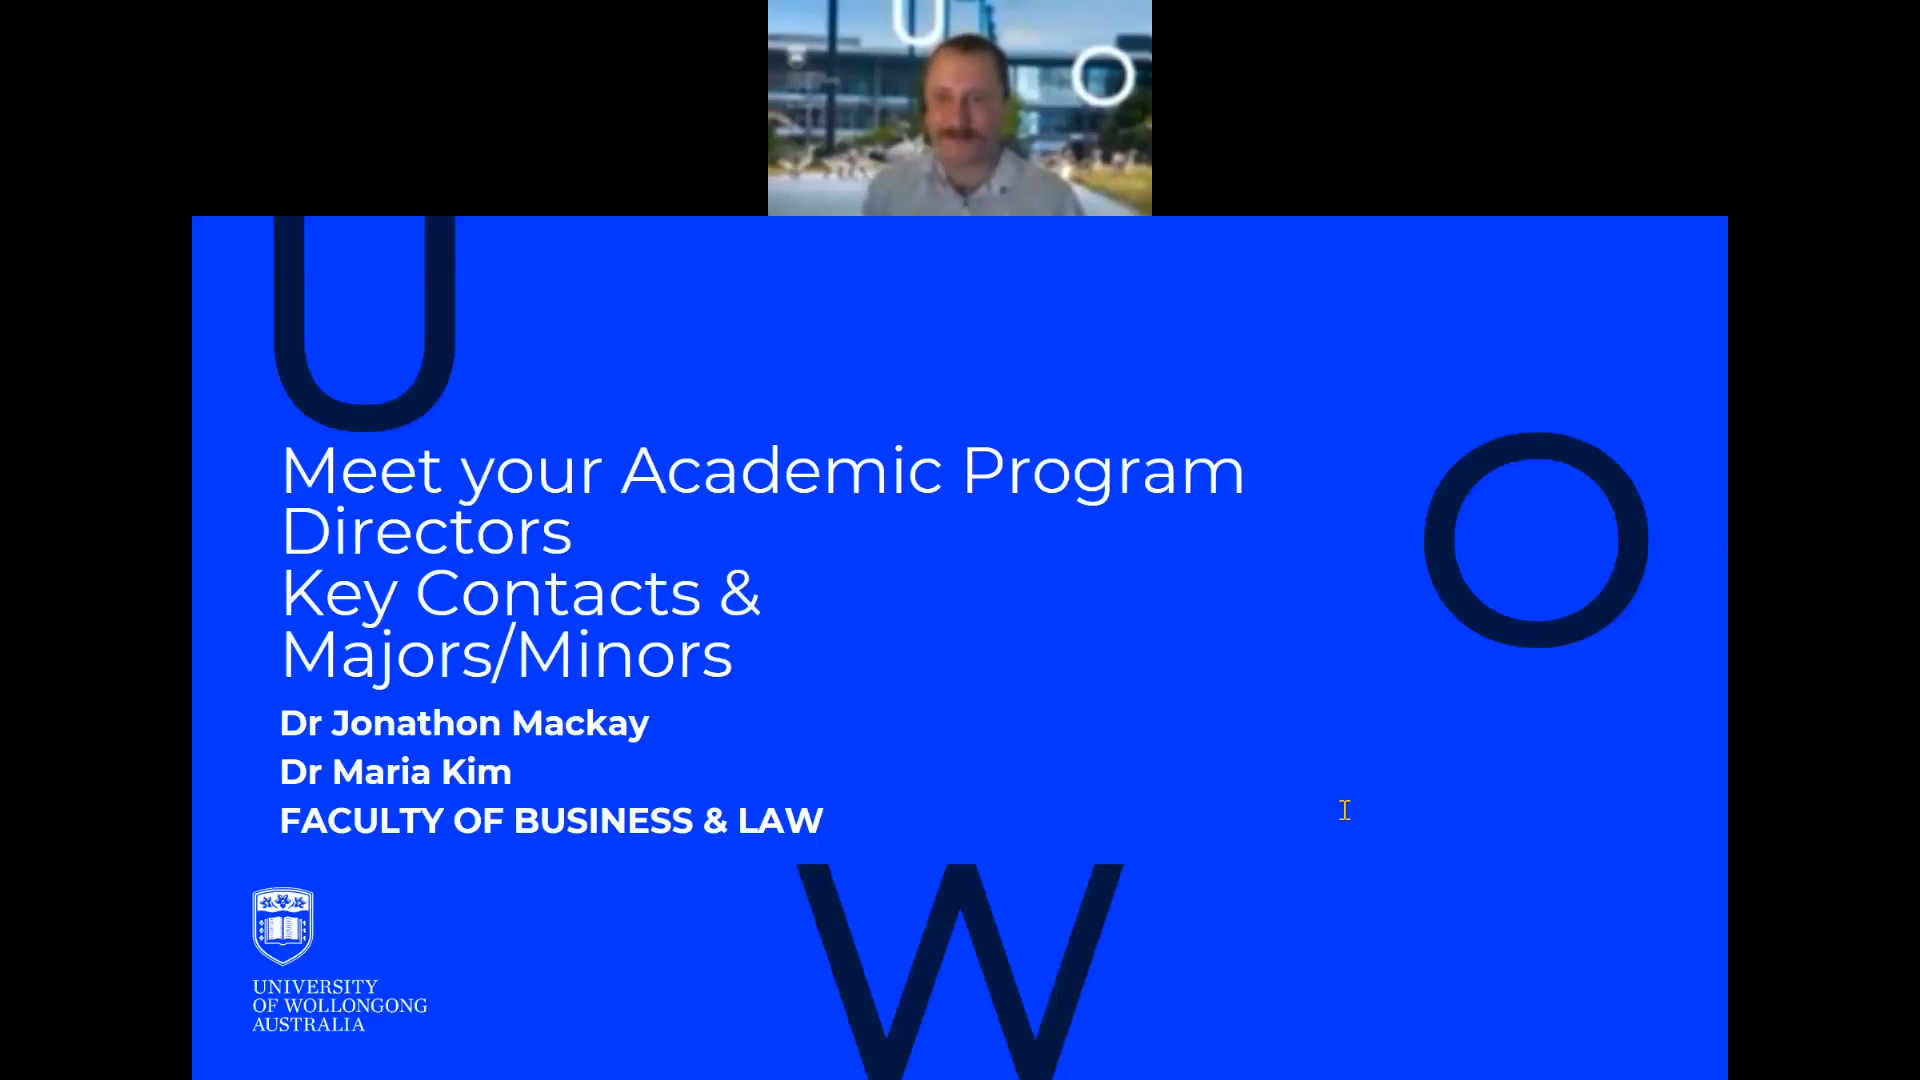 U
O
U
Meet your Academic Program
Directors
Key Contacts &
Majors/Minors
O
Dr Jonathon Mackay
Dr Maria Kim
FACULTY OF BUSINESS & LAW
W
UNIVERSITY
OF WOLLONGONG
AUSTRALIA